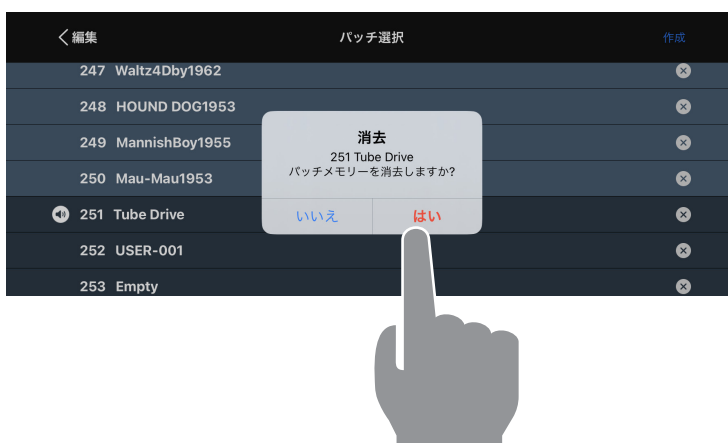 編集
パッチ選択
作成
247 Waltz4Dby1962
248 HOUND DOG1953
249 MannishBoy1955
250 Mau-Mau1953
251 Tube Drive
252 USER-001
253 Empty
消去
251 Tube Drive
パッチメモリーを消去しますか?
いいえ
はい